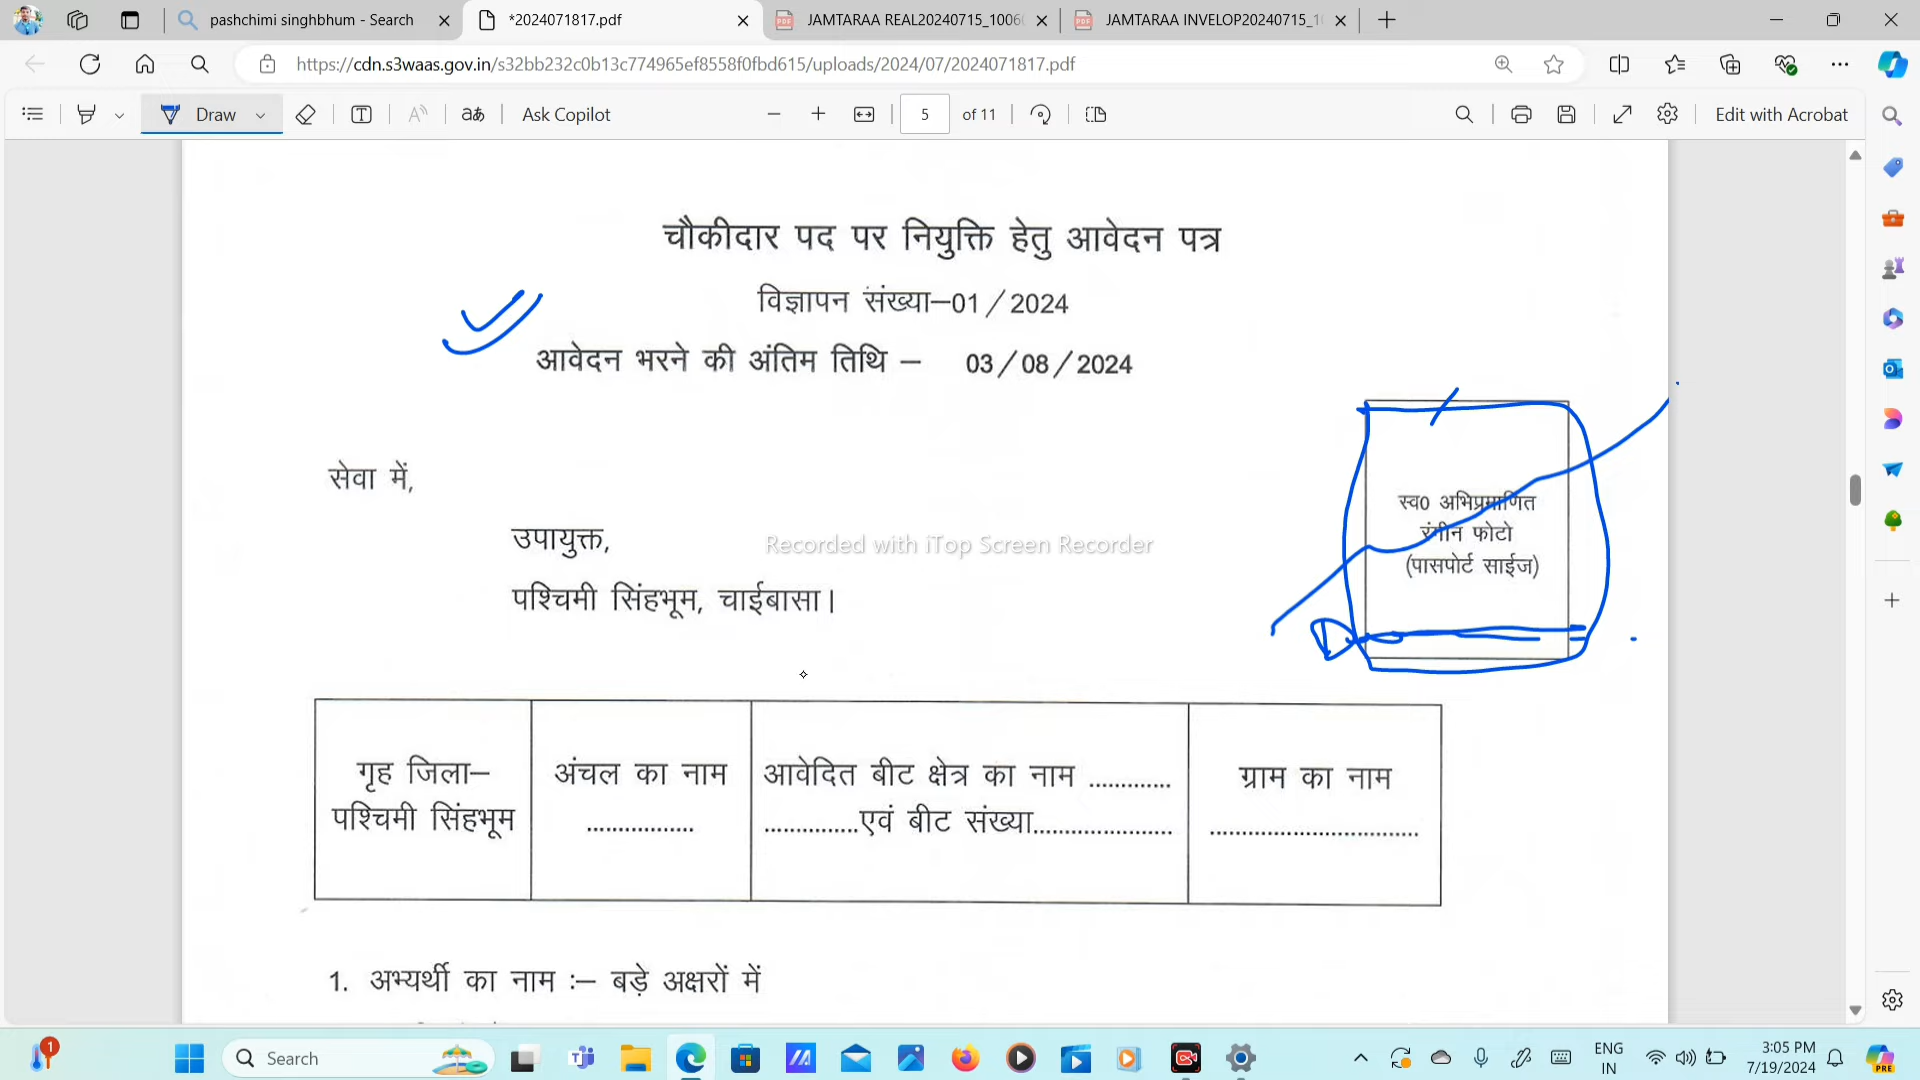 pashchimi singhbhum - Search
*2024071817.pdf
JAMTARAA REAL20240715_1006
JAMTARAA INVELOP20240715_1
https://cdn.s3waas.gov.in/s32bb232c0b13c774965ef8558f0fbd615/uploads/2024/07/2024071817.pdf
Draw
Ask Copilot
5 of 11
Edit with Acrobat
चौकीदार पद पर नियुक्ति हेतु आवेदन पत्र
विज्ञापन संख्या–01/2024
आवेदन भरने की अंतिम तिथि – 03/08/2024
सेवा में,
स्व0 अभिप्रमाणित
रंगीन फोटो
(पासपोर्ट साईज)
उपायुक्त,
Recorded with iTop Screen Recorder
पश्चिमी सिंहभूम, चाईबासा।
गृह जिला–
पश्चिमी सिंहभूम
अंचल का नाम
.................
आवेदित बीट क्षेत्र का नाम .............
...............एवं बीट संख्या......................
ग्राम का नाम
.................................
1. अभ्यर्थी का नाम :– बड़े अक्षरों में
1
Search
ENG
IN
3:05 PM
7/19/2024
PRE